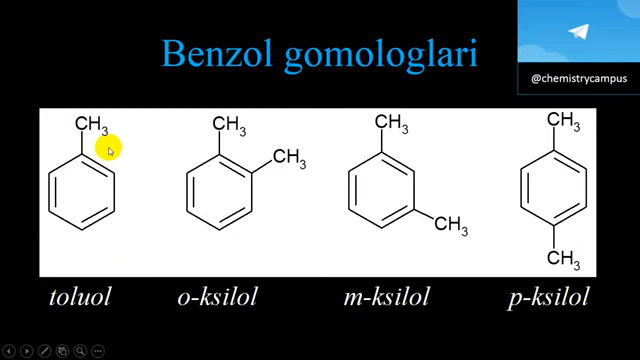 Benzol gomologlari
@chemistrycampus
CH3 CH3 CH3 CH3
CH3
CH3
CH3
toluol o-ksilol m-ksilol p-ksilol